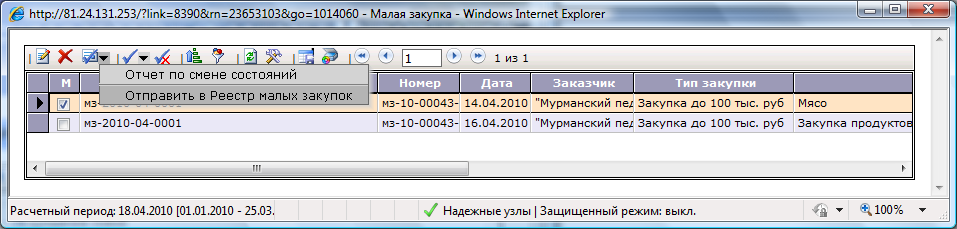 http://81.24.131.253/?link=8390&rn=23653103&go=1014060 - Малая закупка - Windows Internet Explorer
1 1 из 1
Отчет по смене состояний
Отправить в Реестр малых закупок
М Номер Дата Заказчик Тип закупки
мз-10-00043- 14.04.2010 "Мурманский пед Закупка до 100 тыс. руб Мясо
мз-2010-04-0001 мз-10-00043- 16.04.2010 "Мурманский пед Закупка до 100 тыс. руб Закупка продуктов
Расчетный период: 18.04.2010 [01.01.2010 - 25.03. Надежные узлы | Защищенный режим: выкл. 100%